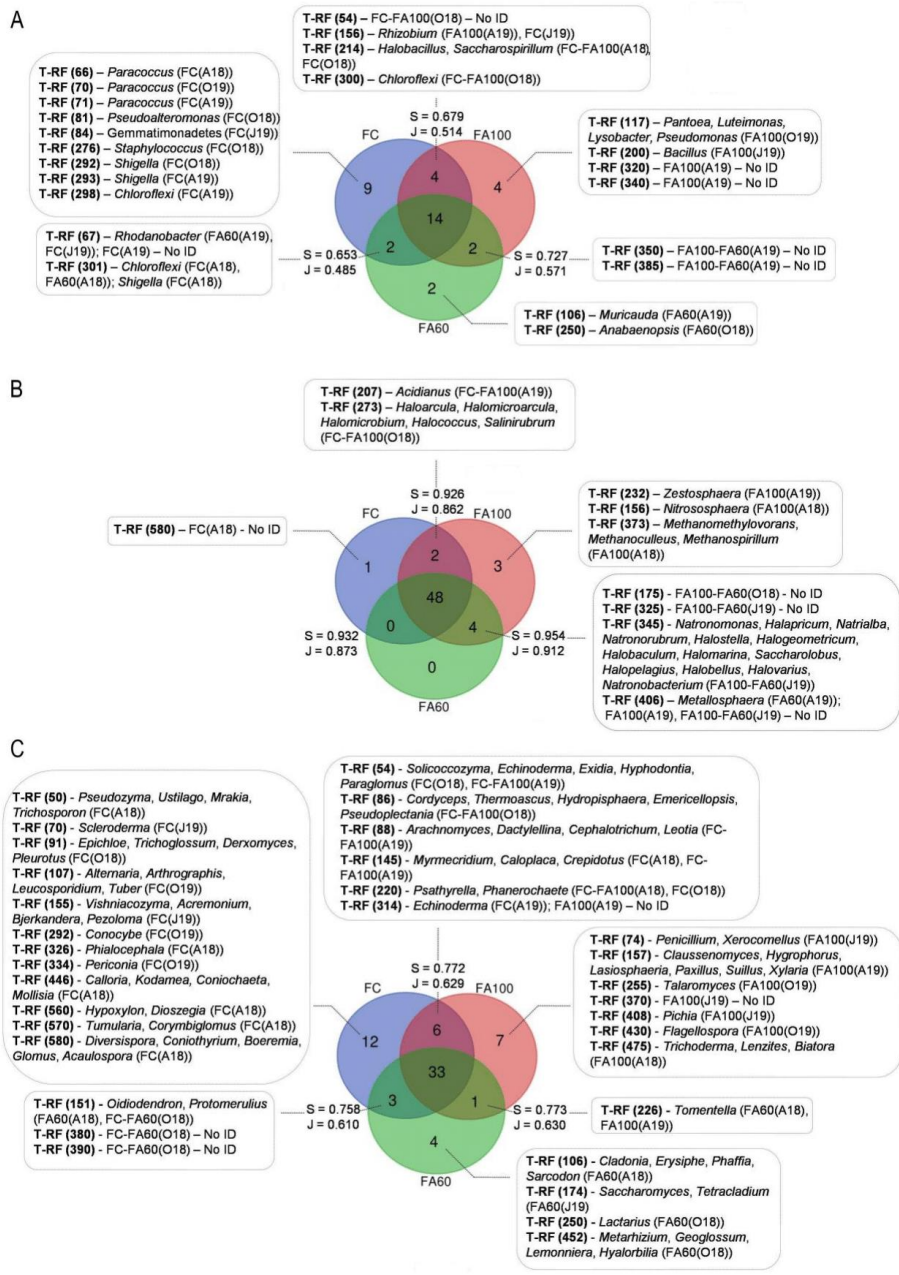 A
T-RF (54) – FC-FA100(O18) – No ID
T-RF (156) – Rhizobium (FA100(A19)), FC(J19))
T-RF (214) – Halobacillus, Saccharospirillum (FC-FA100(A18),
FC(O18))
T-RF (300) – Chloroflexi (FC-FA100(O18))
T-RF (66) – Paracoccus (FC(A18))
T-RF (70) – Paracoccus (FC(O19))
T-RF (71) – Paracoccus (FC(A19))
T-RF (81) – Pseudoalteromonas (FC(O18))
T-RF (84) – Gemmatimonadetes (FC(J19))
T-RF (276) – Staphylococcus (FC(O18))
T-RF (292) – Shigella (FC(O18))
T-RF (293) – Shigella (FC(A19))
T-RF (298) – Chloroflexi (FC(A19))
S = 0.679
J = 0.514
FC
FA100
T-RF (117) – Pantoea, Luteimonas,
Lysobacter, Pseudomonas (FA100(O19))
T-RF (200) – Bacillus (FA100(J19))
T-RF (320) – FA100(A19) – No ID
T-RF (340) – FA100(A19) – No ID
9
4
4
14
2
2
2
T-RF (67) – Rhodanobacter (FA60(A19),
FC(J19)); FC(A19) – No ID
T-RF (301) – Chloroflexi (FC(A18),
FA60(A18)); Shigella (FC(A18))
S = 0.653
J = 0.485
S = 0.727
J = 0.571
T-RF (350) – FA100-FA60(A19) – No ID
T-RF (385) – FA100-FA60(A19) – No ID
FA60
T-RF (106) – Muricauda (FA60(A19))
T-RF (250) – Anabaenopsis (FA60(O18))
B
T-RF (207) – Acidianus (FC-FA100(A19))
T-RF (273) – Haloarcula, Halomicroarcula,
Halomicrobium, Halococcus, Salinirubrum
(FC-FA100(O18))
S = 0.926
J = 0.862
FC
FA100
T-RF (580) – FC(A18) - No ID
T-RF (232) – Zestosphaera (FA100(A19))
T-RF (156) – Nitrososphaera (FA100(A18))
T-RF (373) – Methanomethylovorans,
Methanoculleus, Methanospirillum
(FA100(A18))
1
2
3
48
0
4
0
S = 0.932
J = 0.873
S = 0.954
J = 0.912
FA60
T-RF (175) - FA100-FA60(O18) - No ID
T-RF (325) - FA100-FA60(J19) - No ID
T-RF (345) - Natronomonas, Halapricum, Natrialba,
Natronorubrum, Halostella, Halogeometricum,
Halobaculum, Halomarina, Saccharolobus,
Halopelagius, Halobellus, Halovarius,
Natronobacterium (FA100-FA60(J19))
T-RF (406) – Metallosphaera (FA60(A19));
FA100(A19), FA100-FA60(J19) – No ID
C
T-RF (54) - Solicoccozyma, Echinoderma, Exidia, Hyphodontia,
Paraglomus (FC(O18), FC-FA100(A19))
T-RF (86) - Cordyceps, Thermoascus, Hydropisphaera, Emericellopsis,
Pseudoplectania (FC-FA100(O18))
T-RF (88) – Arachnomyces, Dactylellina, Cephalotrichum, Leotia (FC-
FA100(A19))
T-RF (145) – Myrmecridium, Caloplaca, Crepidotus (FC(A18), FC-
FA100(A19))
T-RF (220) - Psathyrella, Phanerochaete (FC-FA100(A18), FC(O18))
T-RF (314) - Echinoderma (FC(A19)); FA100(A19) – No ID
T-RF (50) - Pseudozyma, Ustilago, Mrakia,
Trichosporon (FC(A18))
T-RF (70) - Scleroderma (FC(J19))
T-RF (91) - Epichloe, Trichoglossum, Derxomyces,
Pleurotus (FC(O18))
T-RF (107) - Alternaria, Arthrographis,
Leucosporidium, Tuber (FC(O19))
T-RF (155) - Vishniacozyma, Acremonium,
Bjerkandera, Pezoloma (FC(J19))
T-RF (292) - Conocybe (FC(O19))
T-RF (326) - Phialocephala (FC(A18))
T-RF (334) - Periconia (FC(O19))
T-RF (446) - Calloria, Kodamea, Coniochaeta,
Mollisia (FC(A18))
T-RF (560) - Hypoxylon, Dioszegia (FC(A18))
T-RF (570) - Tumularia, Corymbiglomus (FC(A18))
T-RF (580) - Diversispora, Coniothyrium, Boeremia,
Glomus, Acaulospora (FC(A18))
S = 0.772
J = 0.629
FC
FA100
T-RF (74) - Penicillium, Xerocomellus (FA100(J19))
T-RF (157) - Claussenomyces, Hygrophorus,
Lasiosphaeria, Paxillus, Suillus, Xylaria (FA100(A19))
T-RF (255) - Talaromyces (FA100(O19))
T-RF (370) - FA100(J19) – No ID
T-RF (408) - Pichia (FA100(J19))
T-RF (430) - Flagellospora (FA100(O19))
T-RF (475) - Trichoderma, Lenzites, Biatora
(FA100(A18))
12
6
7
33
3
1
4
T-RF (151) - Oidiodendron, Protomerulius
(FA60(A18), FC-FA60(O18))
T-RF (380) - FC-FA60(O18) – No ID
T-RF (390) - FC-FA60(O18) – No ID
S = 0.758
J = 0.610
S = 0.773
J = 0.630
T-RF (226) - Tomentella (FA60(A18),
FA100(A19))
FA60
T-RF (106) - Cladonia, Erysiphe, Phaffia,
Sarcodon (FA60(A18))
T-RF (174) - Saccharomyces, Tetracladium
(FA60(J19)
T-RF (250) - Lactarius (FA60(O18))
T-RF (452) - Metarhizium, Geoglossum,
Lemonniera, Hyalorbilia (FA60(O18))